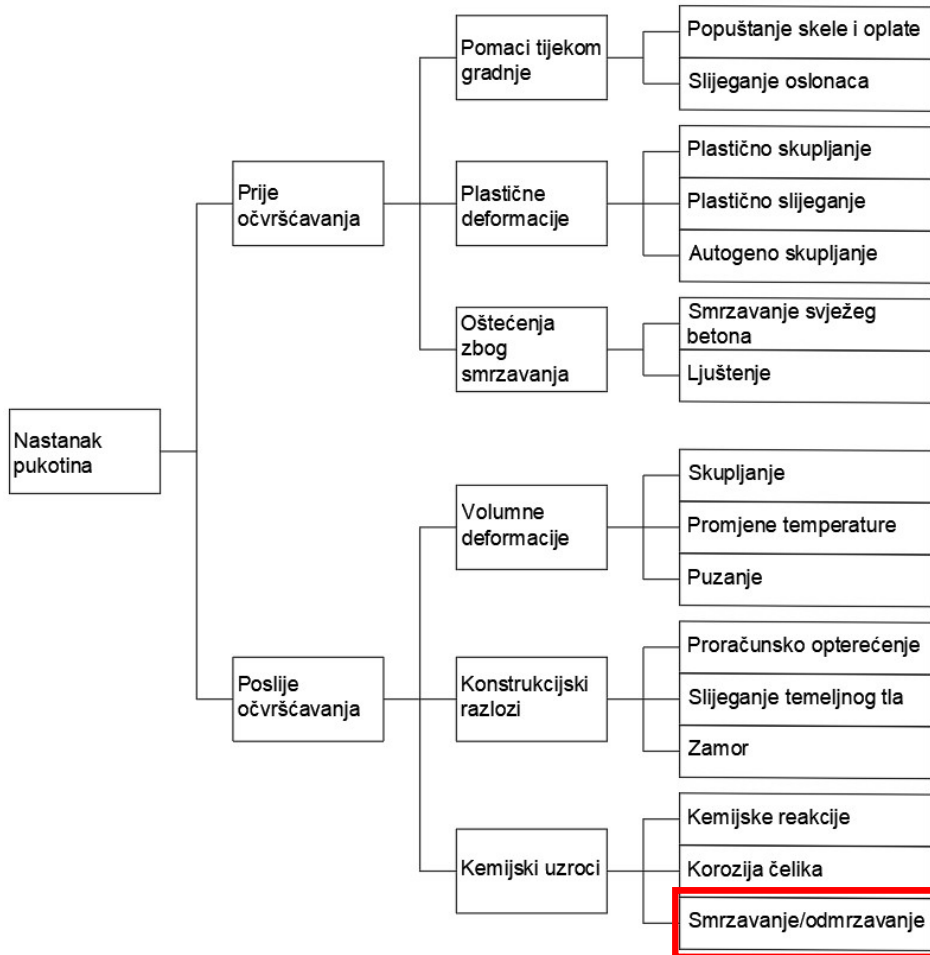 Nastanak
pukotina
Prije
očvršćavanja
Pomaci tijekom
gradnje
Popuštanje skele i oplate
Slijeganje oslonaca
Plastične
deformacije
Plastično skupljanje
Plastično slijeganje
Autogeno skupljanje
Oštećenja
zbog
smrzavanja
Smrzavanje svježeg
betona
Ljuštenje
Poslije
očvršćavanja
Volumne
deformacije
Skupljanje
Promjene temperature
Puzanje
Konstrukcijski
razlozi
Proračunsko opterećenje
Slijeganje temeljnog tla
Zamor
Kemijski uzroci
Kemijske reakcije
Korozija čelika
Smrzavanje/odmrzavanje